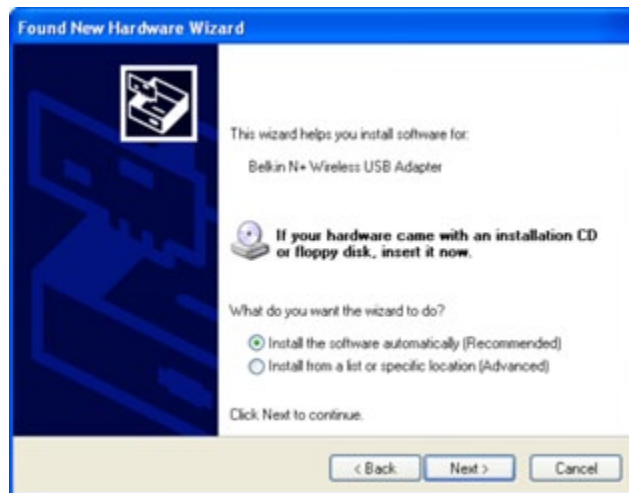 Found New Hardware Wizard
This wizard helps you install software for:
Belkin N+ Wireless USB Adapter
If your hardware came with an installation CD
or floppy disk, insert it now.
What do you want the wizard to do?
Install the software automatically (Recommended)
Install from a list or specific location (Advanced)
Click Next to continue.
< Back Next > Cancel